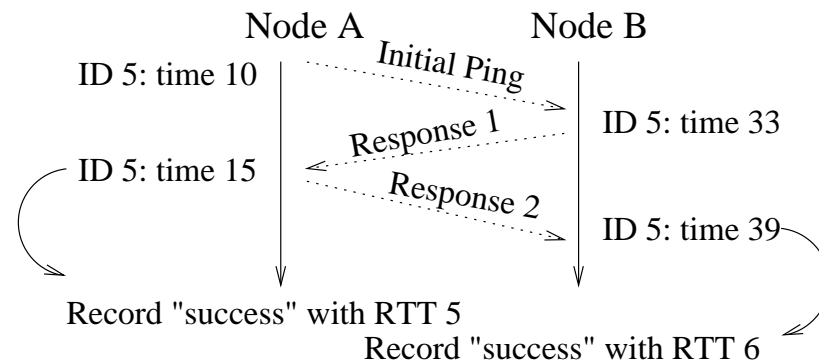 Node A
Node B
Initial Ping
ID 5: time 10
ID 5: time 33
Response 1
ID 5: time 15
Response 2
ID 5: time 39
Record "success" with RTT 5
Record "success" with RTT 6